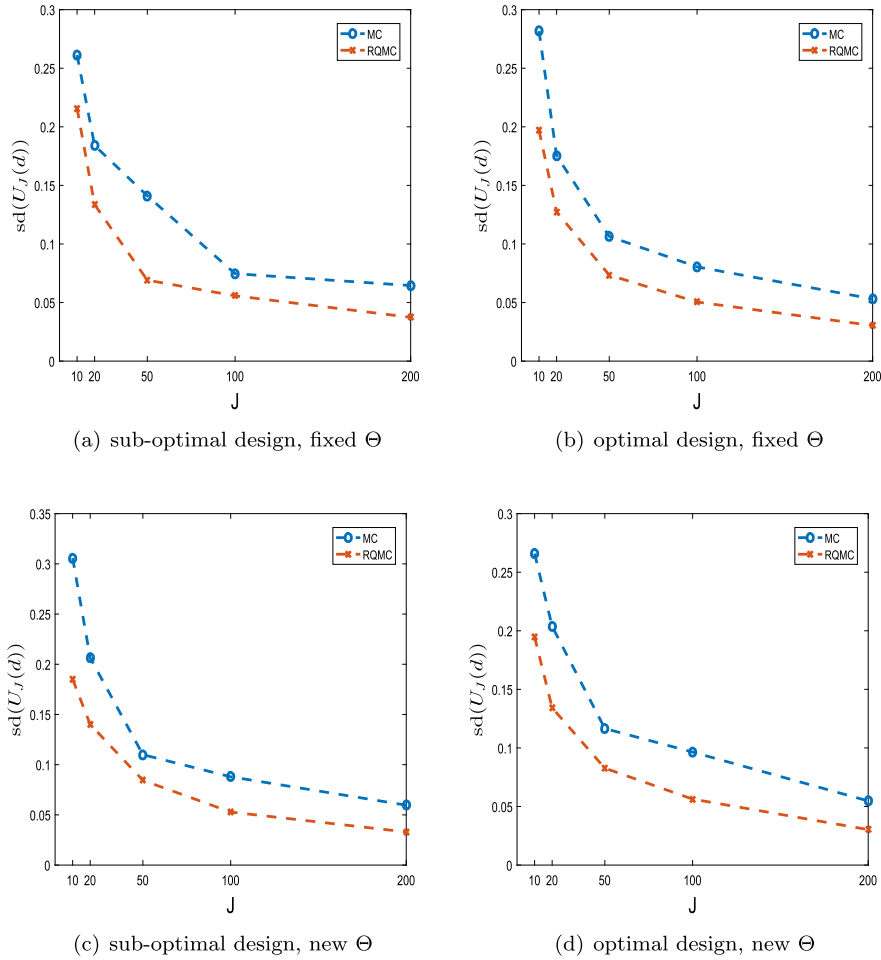 0.3
0.25
0.2
0.15
0.1
0.05
0
sd(U_J(d))
10 20 50 100 200
J
MC
RQMC
(a) sub-optimal design, fixed Θ
0.3
0.25
0.2
0.15
0.1
0.05
0
sd(U_J(d))
10 20 50 100 200
J
MC
RQMC
(b) optimal design, fixed Θ
0.35
0.3
0.25
0.2
0.15
0.1
0.05
0
sd(U_J(d))
10 20 50 100 200
J
MC
RQMC
(c) sub-optimal design, new Θ
0.3
0.25
0.2
0.15
0.1
0.05
0
sd(U_J(d))
10 20 50 100 200
J
MC
RQMC
(d) optimal design, new Θ